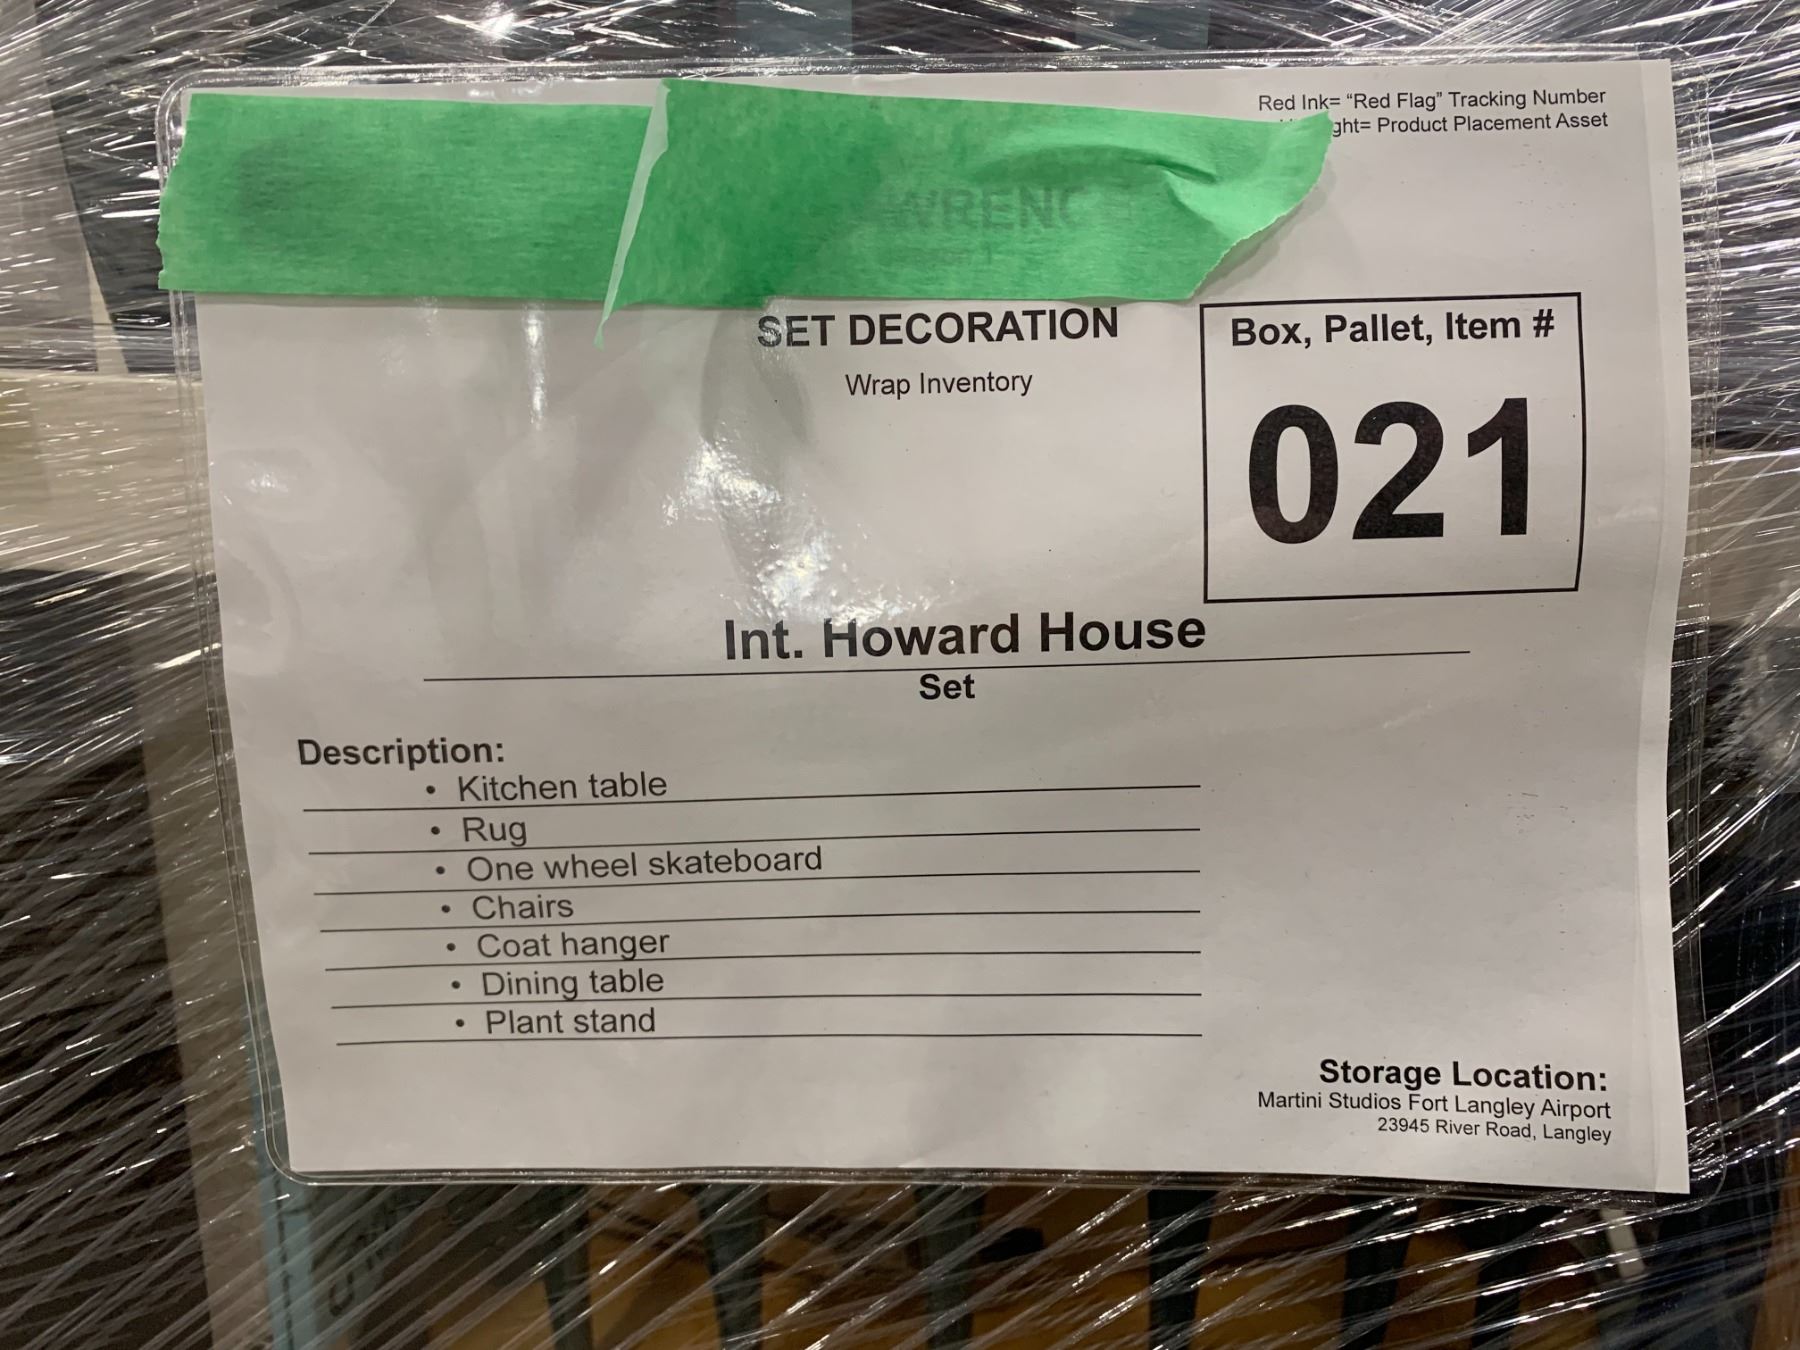 Red Ink= “Red Flag” Tracking Number
= Product Placement Asset
SET DECORATION
Wrap Inventory
Box, Pallet, Item #
021
Int. Howard House
Set
Description:
• Kitchen table
• Rug
• One wheel skateboard
• Chairs
• Coat hanger
• Dining table
• Plant stand
Storage Location:
Martini Studios Fort Langley Airport
23945 River Road, Langley